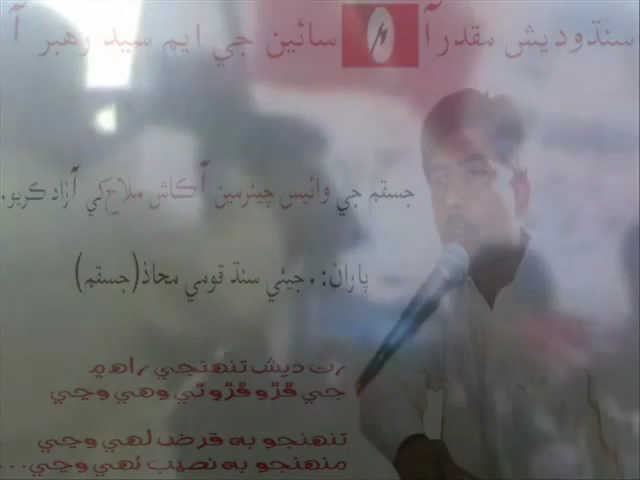 سنڌوديش مقدر آ سائين جي ايم سيد رهبر آ
جسقم جي وائيس چيئرمين آڪاش ملاح کي آزاد ڪريو.
پاران: .جيئي سنڌ قومي محاذ(جسقم)
رت ديش تنهنجي راهه ۾
جي ڦڙو ڦڙو ٿي وهي وڃي
تنهنجو به قرض لهي وڃي
منهنجو به نصيب ٺهي وڃي...